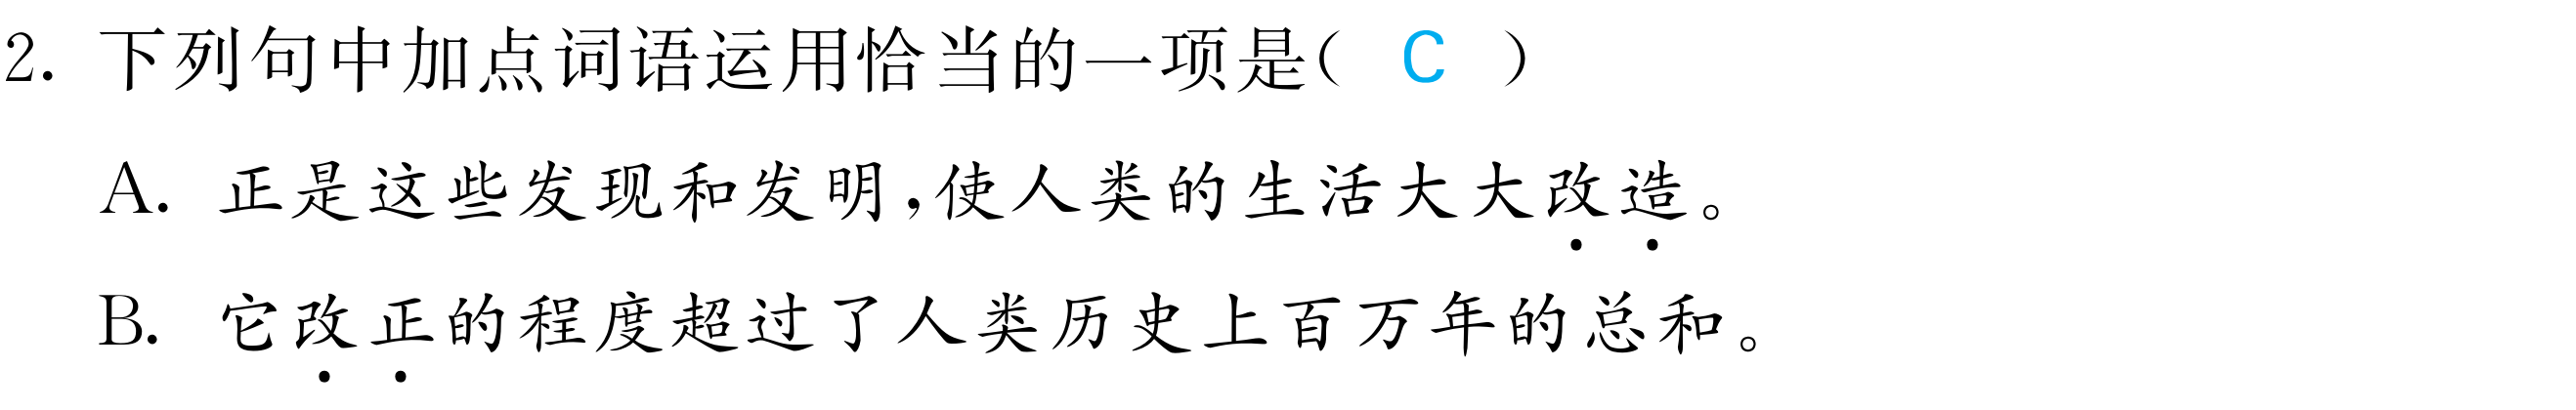 2. 下列句中加点词语运用恰当的一项是( C )
A. 正是这些发现和发明,使人类的生活大大改造。
B. 它改正的程度超过了人类历史上百万年的总和。